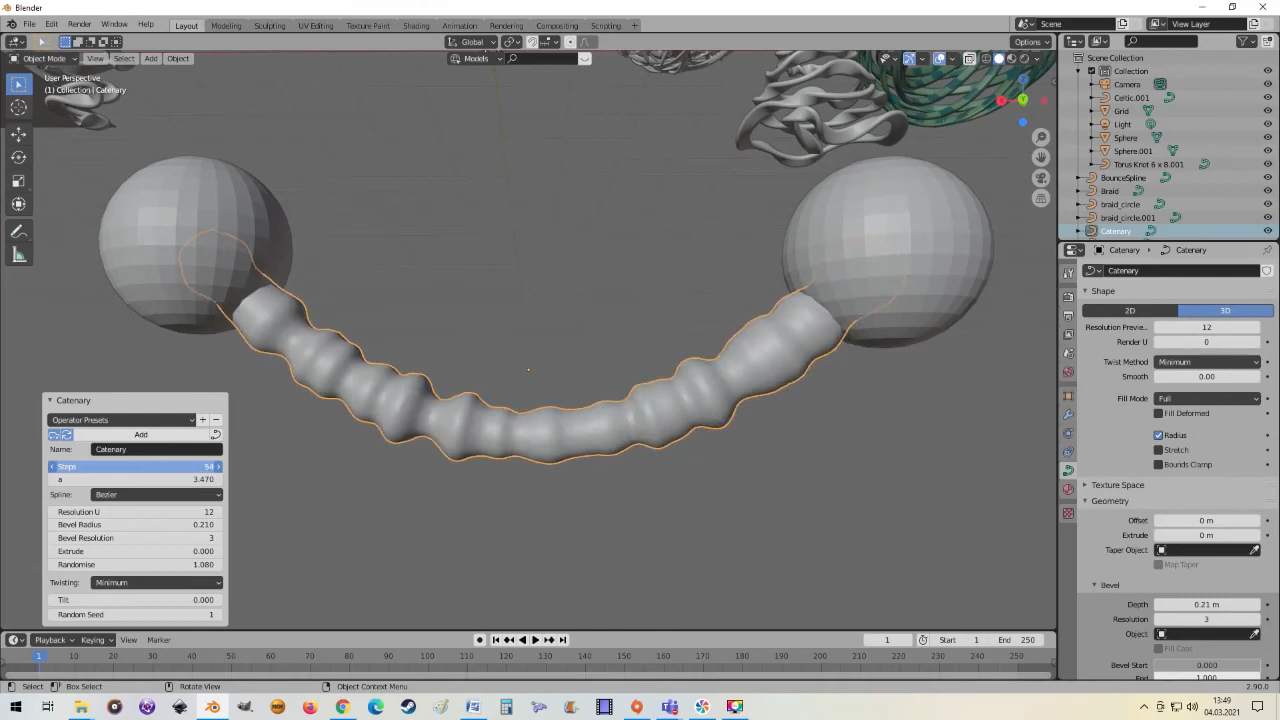 Blender
File Edit Render Window Help Layout Modeling Sculpting UV Editing Texture Paint Shading Animation Rendering Compositing Scripting + Scene View Layer
Global Options
Object Mode View Select Add Object Models
User Perspective
(1) Collection | Catenary
Scene Collection
Collection
Camera
Celtic.001
Grid
Light
Sphere
Sphere.001
Torus Knot 6 x 8.001
BounceSpline
Braid
braid_circle
braid_circle.001
Catenary
Catenary Catenary
Catenary
Shape
2D 3D
Resolution Previe... 12
Render U 0
Twist Method Minimum
Smooth 0.00
Fill Mode Full
Fill Deformed
Radius
Stretch
Bounds Clamp
Texture Space
Geometry
Offset 0 m
Extrude 0 m
Taper Object
Map Taper
Bevel
Depth 0.21 m
Resolution 3
Object
Fill Caps
Bevel Start 0.000
End 1.000
Catenary
Operator Presets + −
Add
Name: Catenary
Steps 54
a 3.470
Spline: Bezier
Resolution U 12
Bevel Radius 0.210
Bevel Resolution 3
Extrude 0.000
Randomise 1.080
Twisting: Minimum
Tilt 0.000
Random Seed 1
Playback Keying View Marker 1 Start 1 End 250
1 10 20 30 40 50 60 70 80 90 100 110 120 130 140 150 160 170 180 190 200 210 220 230 240 250
Select Box Select Rotate View Object Context Menu 2.90.0
13:49
04.03.2021